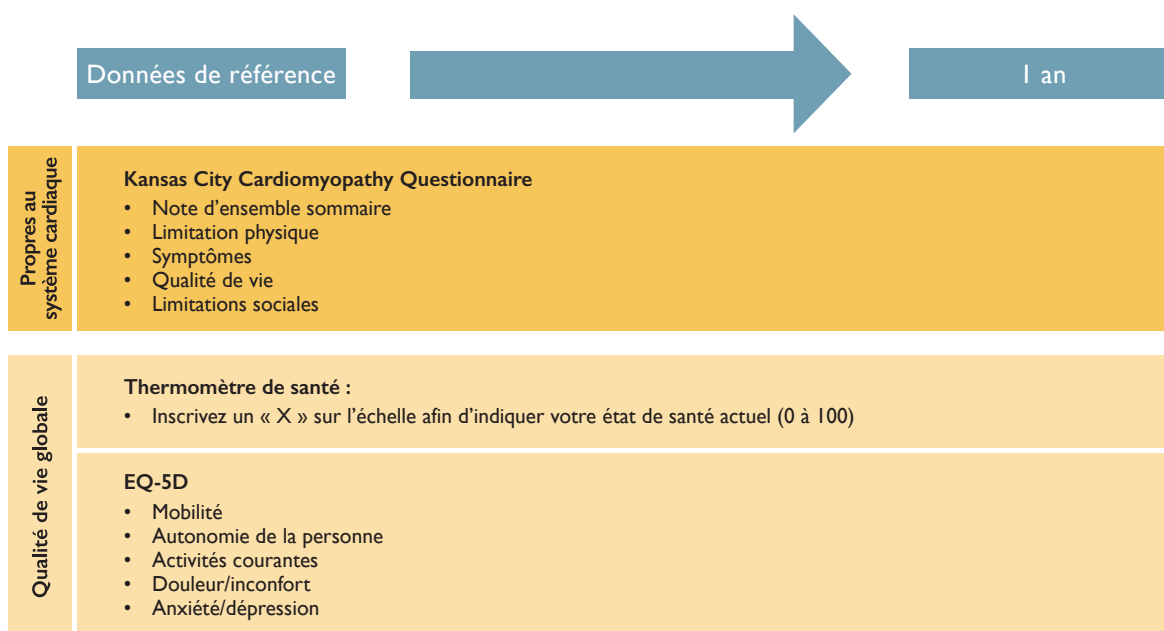 Données de référence
1 an
Propres au
système cardiaque
Kansas City Cardiomyopathy Questionnaire
• Note d'ensemble sommaire
• Limitation physique
• Symptômes
• Qualité de vie
• Limitations sociales
Qualité de vie globale
Thermomètre de santé :
• Inscrivez un « X » sur l'échelle afin d'indiquer votre état de santé actuel (0 à 100)
EQ-5D
• Mobilité
• Autonomie de la personne
• Activités courantes
• Douleur/inconfort
• Anxiété/dépression